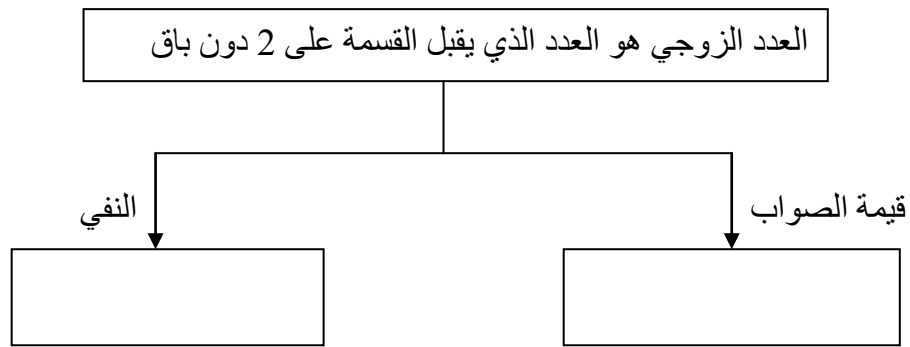 العدد الزوجي هو العدد الذي يقبل القسمة على 2 دون باق
قيمة الصواب
النفي